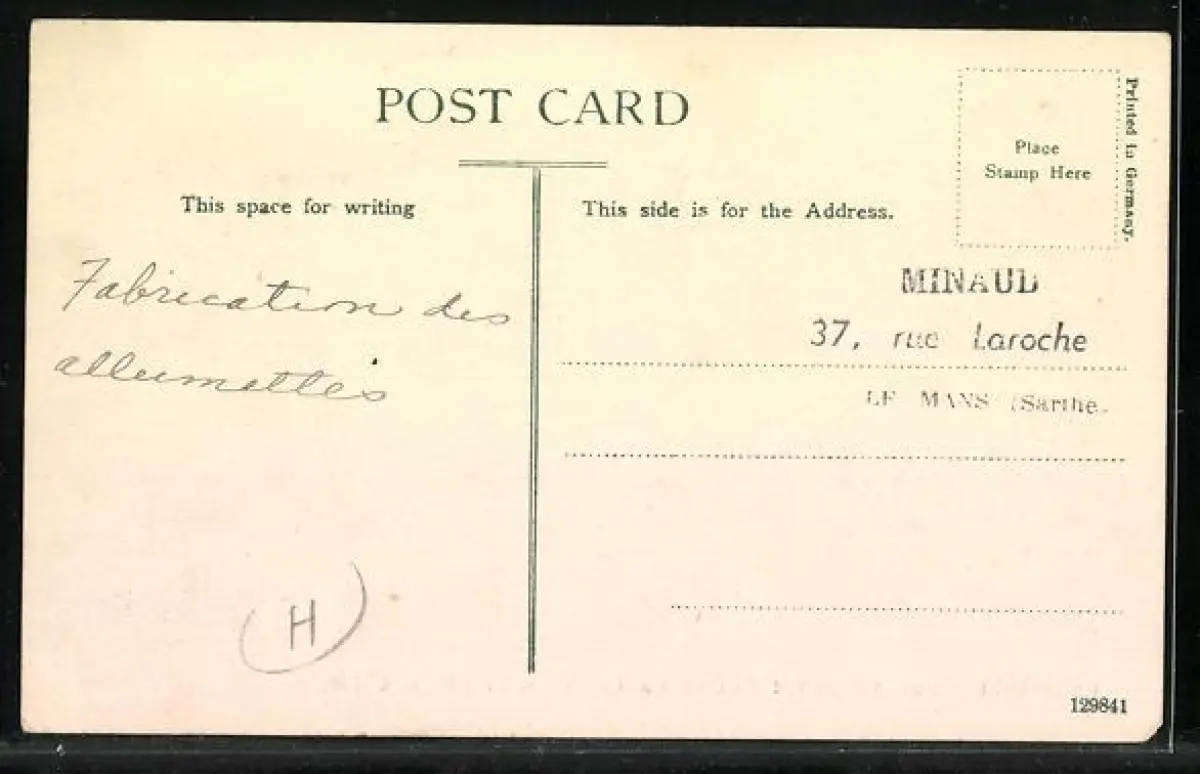 POST CARD
Place
Stamp Here
Printed in Germany.
This space for writing
This side is for the Address.
Fabrication des
allumettes
MINAUD
37, rue Laroche
LE MANS (Sarthe
H
129841